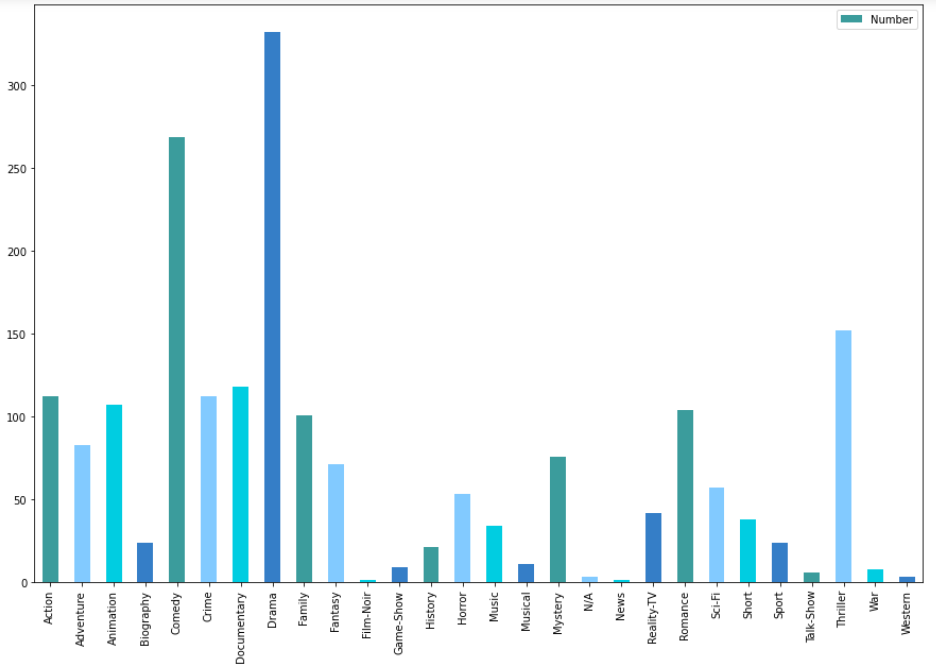 Number
300
250
200
150
100
50
0
Action
Adventure
Animation
Biography
Comedy
Crime
Documentary
Drama
Family
Fantasy
Film-Noir
Game-Show
History
Horror
Music
Musical
Mystery
N/A
News
Reality-TV
Romance
Sci-Fi
Short
Sport
Talk-Show
Thriller
War
Western